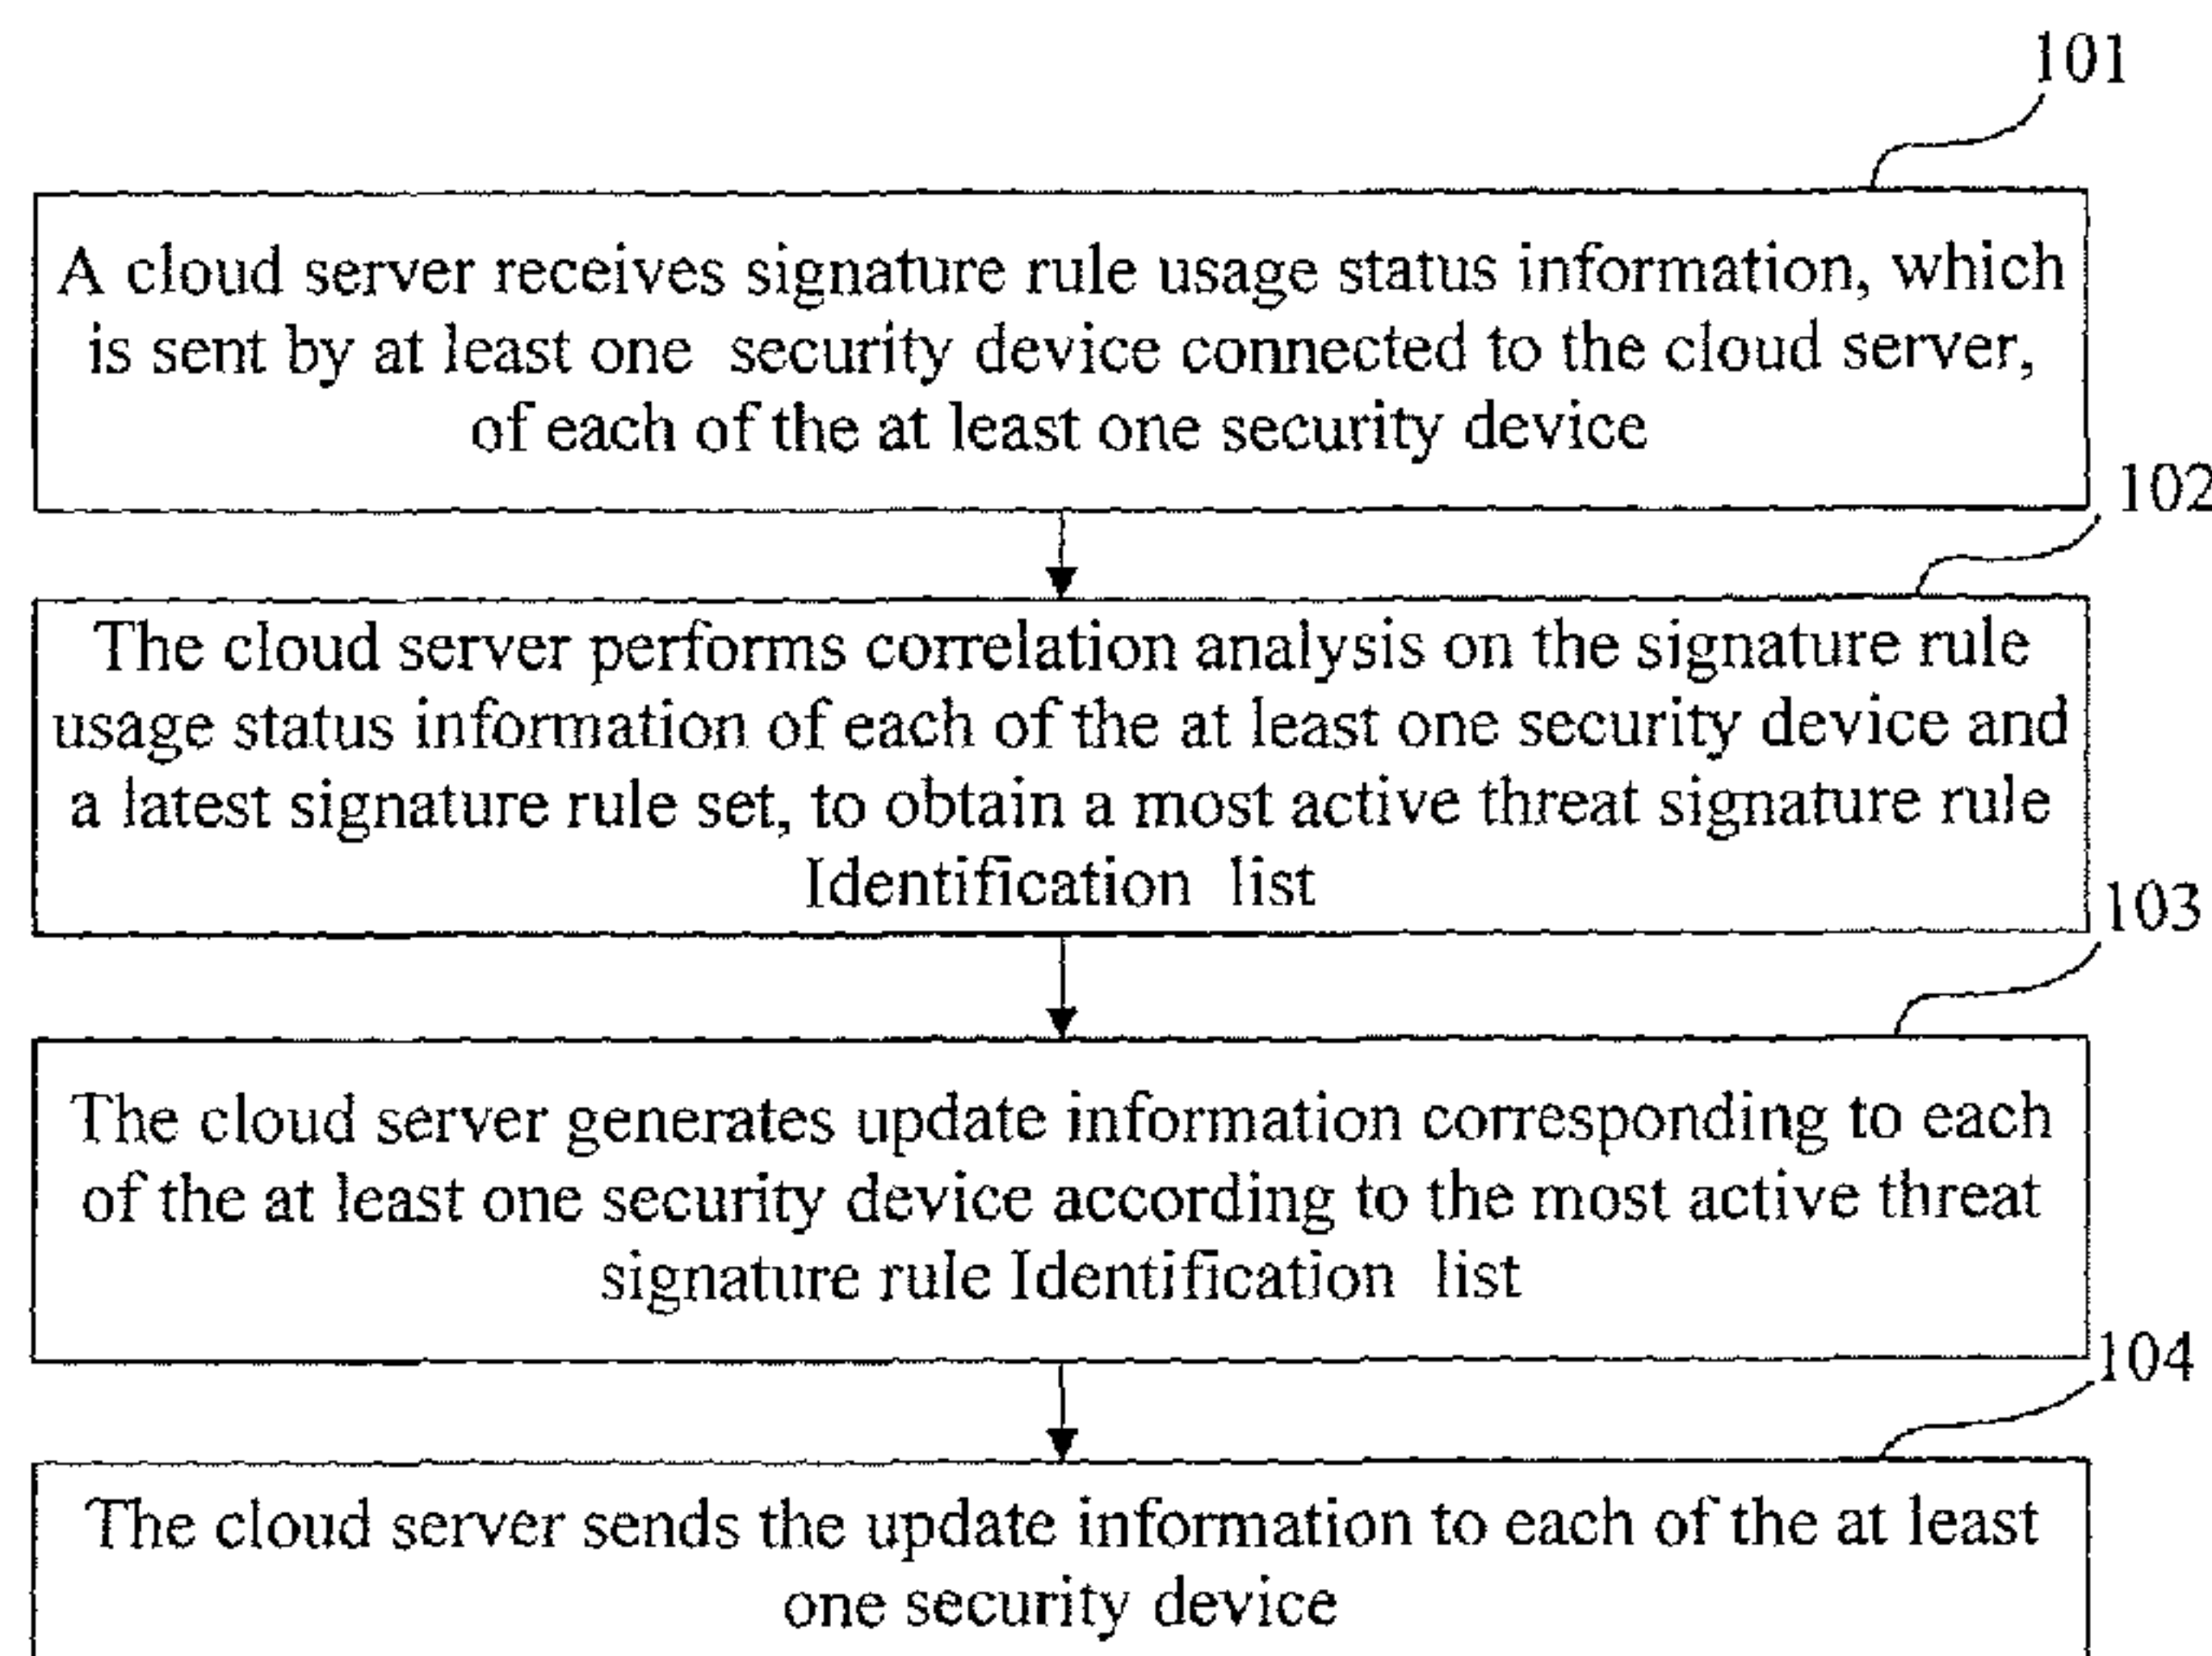 101
A cloud server receives signature rule usage status information, which
is sent by at least one security device connected to the cloud server,
of each of the at least one security device
102
The cloud server performs correlation analysis on the signature rule
usage status information of each of the at least one security device and
a latest signature rule set, to obtain a most active threat signature rule
Identification list
103
The cloud server generates update information corresponding to each
of the at least one security device according to the most active threat
signature rule Identification list
104
The cloud server sends the update information to each of the at least
one security device